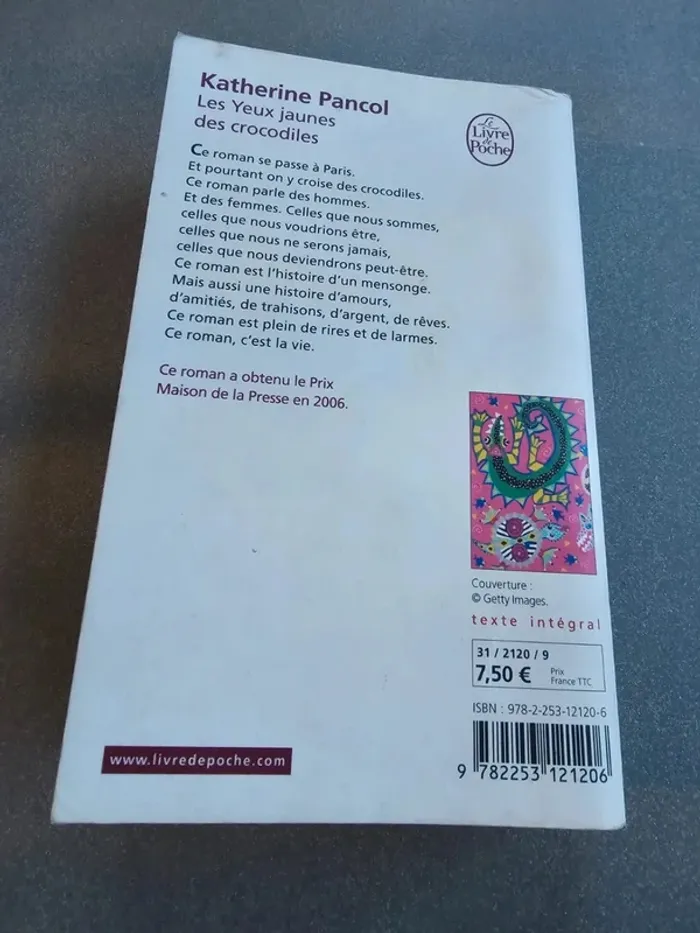 Katherine Pancol
Les Yeux jaunes
des crocodiles
Le
Livre
de
Poche
Ce roman se passe à Paris.
Et pourtant on y croise des crocodiles.
Ce roman parle des hommes.
Et des femmes. Celles que nous sommes,
celles que nous voudrions être,
celles que nous ne serons jamais,
celles que nous deviendrons peut-être.
Ce roman est l'histoire d'un mensonge.
Mais aussi une histoire d'amours,
d'amitiés, de trahisons, d'argent, de rêves.
Ce roman est plein de rires et de larmes.
Ce roman, c'est la vie.
Ce roman a obtenu le Prix
Maison de la Presse en 2006.
Couverture :
© Getty Images.
texte intégral
31 / 2120 / 9
7,50 € Prix
France TTC
ISBN : 978-2-253-12120-6
9 782253 121206
www.livredepoche.com